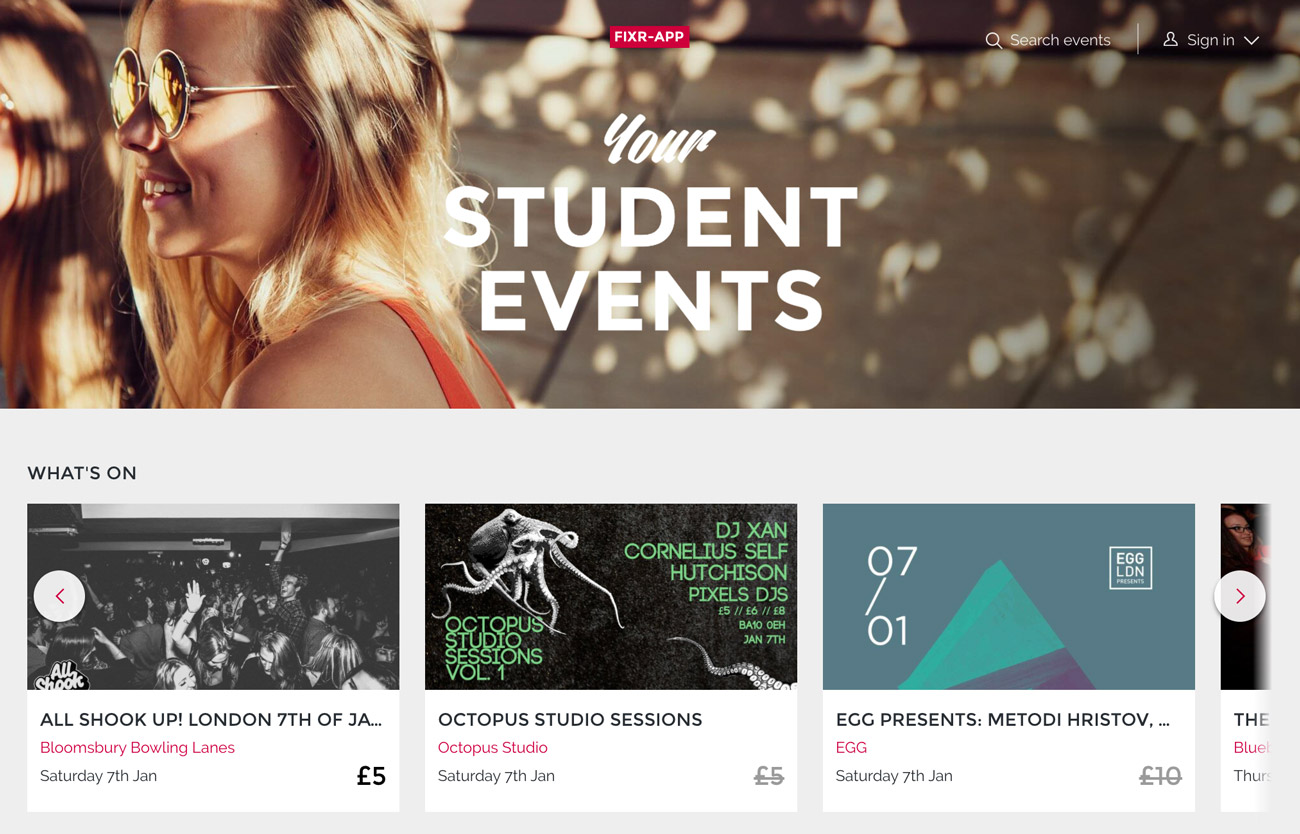 FIXR-APP
Search events
Sign in
Your
STUDENT
EVENTS
WHAT'S ON
All
Shook
ALL SHOOK UP! LONDON 7TH OF JA...
Bloomsbury Bowling Lanes
Saturday 7th Jan
£5
DJ XAN
CORNELIUS SELF
HUTCHISON
PIXELS DJS
£5 // £6 // £8
BA10 0EH
JAN 7TH
OCTOPUS
STUDIO
SESSIONS
VOL. 1
OCTOPUS STUDIO SESSIONS
Octopus Studio
Saturday 7th Jan
£5
07
/
01
EGG
LDN
PRESENTS
EGG PRESENTS: METODI HRISTOV, ...
EGG
Saturday 7th Jan
£10
THE